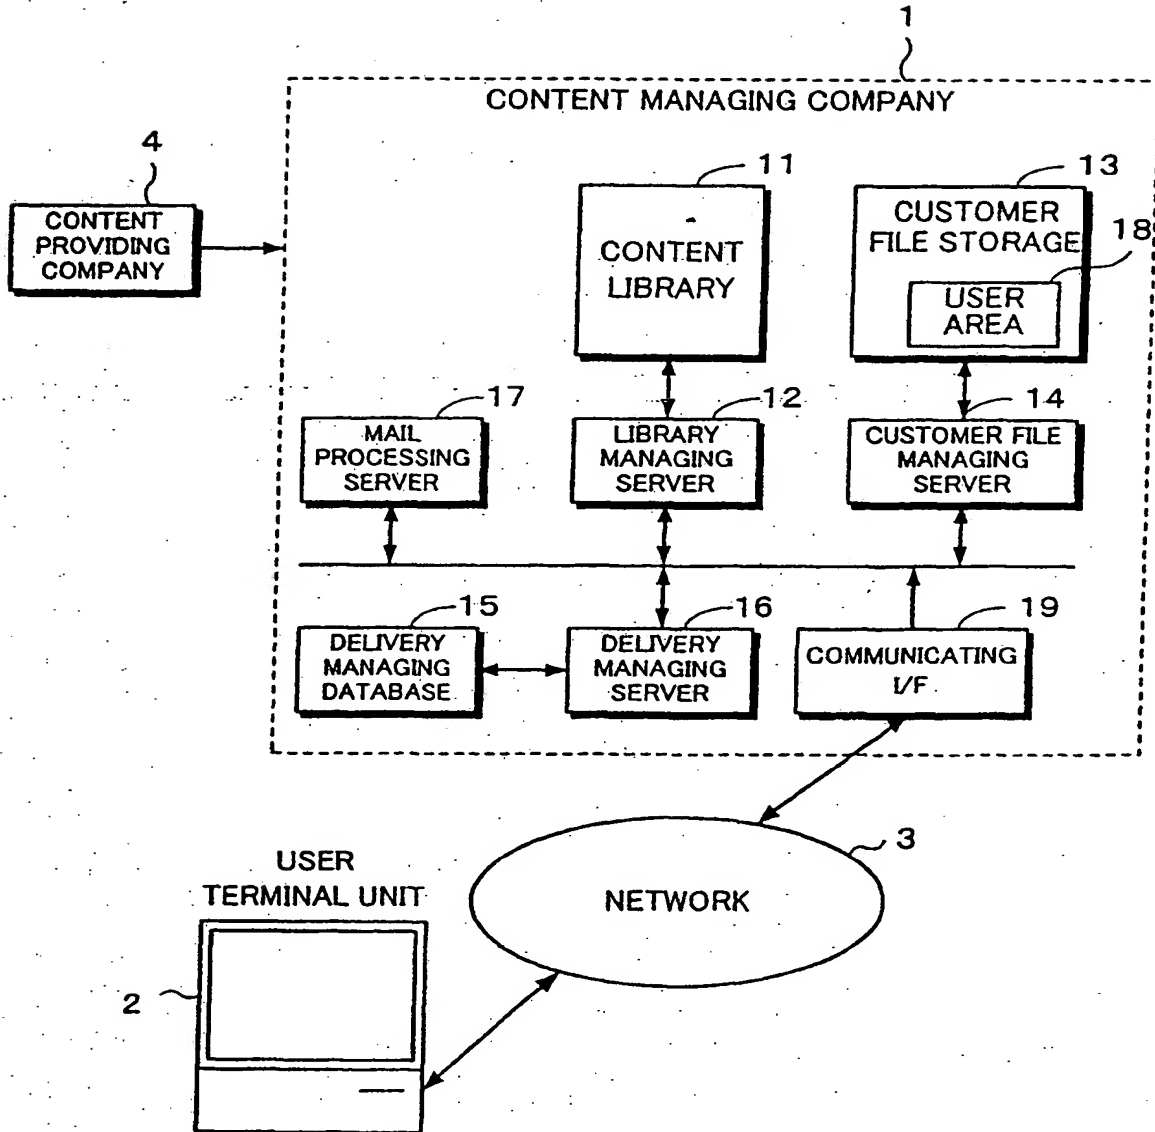 1
CONTENT MANAGING COMPANY
4
CONTENT
PROVIDING
COMPANY
11
CONTENT
LIBRARY
13
CUSTOMER
FILE STORAGE
18
USER
AREA
17
MAIL
PROCESSING
SERVER
12
LIBRARY
MANAGING
SERVER
14
CUSTOMER FILE
MANAGING
SERVER
15
DELIVERY
MANAGING
DATABASE
16
DELIVERY
MANAGING
SERVER
19
COMMUNICATING
I/F
3
NETWORK
USER
TERMINAL UNIT
2